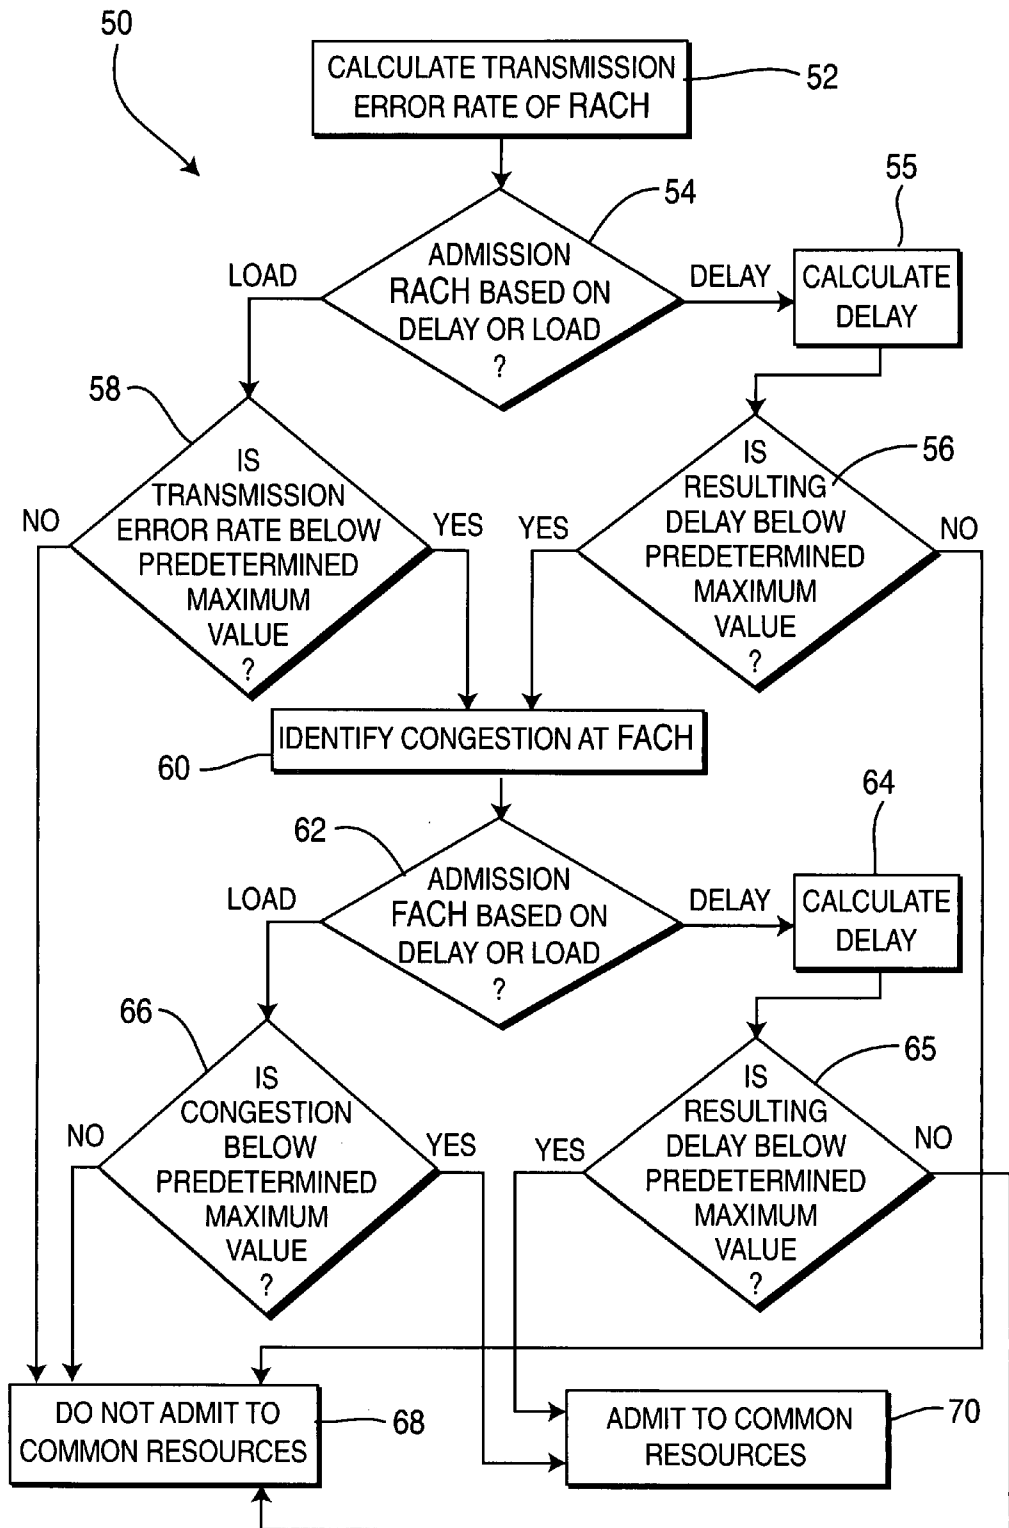 50
CALCULATE TRANSMISSION
ERROR RATE OF RACH
52
54
ADMISSION
RACH BASED ON
DELAY OR LOAD
?
LOAD
DELAY
55
CALCULATE
DELAY
58
IS
TRANSMISSION
ERROR RATE BELOW
PREDETERMINED
MAXIMUM
VALUE
?
NO
YES
56
IS
RESULTING
DELAY BELOW
PREDETERMINED
MAXIMUM
VALUE
?
YES
NO
IDENTIFY CONGESTION AT FACH
60
62
ADMISSION
FACH BASED ON
DELAY OR LOAD
?
LOAD
DELAY
64
CALCULATE
DELAY
66
IS
CONGESTION
BELOW
PREDETERMINED
MAXIMUM
VALUE
?
NO
YES
65
IS
RESULTING
DELAY BELOW
PREDETERMINED
MAXIMUM
VALUE
?
YES
NO
DO NOT ADMIT TO
COMMON RESOURCES
68
ADMIT TO COMMON
RESOURCES
70